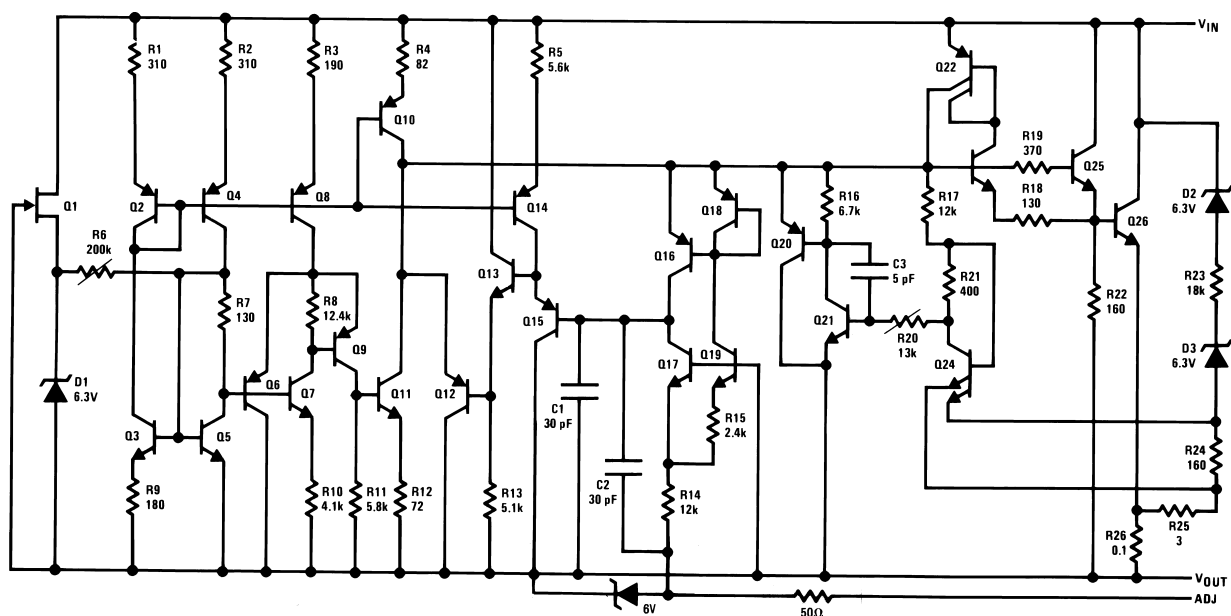 VIN
R1
310
R2
310
R3
190
R4
82
R5
5.6k
Q10
Q22
R19
370
Q25
R18
130
Q1
Q2
Q4
Q8
Q14
Q18
Q16
Q20
R16
6.7k
R17
12k
Q26
D2
6.3V
R6
200k
Q13
C3
5 pF
R21
400
R22
160
R23
18k
R7
130
R8
12.4k
Q9
Q15
Q21
R20
13k
Q24
D3
6.3V
D1
6.3V
Q6
Q7
Q11
Q12
Q17
Q19
C1
30 pF
R15
2.4k
Q3
Q5
R24
160
R9
180
R10
4.1k
R11
5.8k
R12
72
R13
5.1k
C2
30 pF
R14
12k
R25
3
R26
0.1
VOUT
ADJ
6V
50Ω